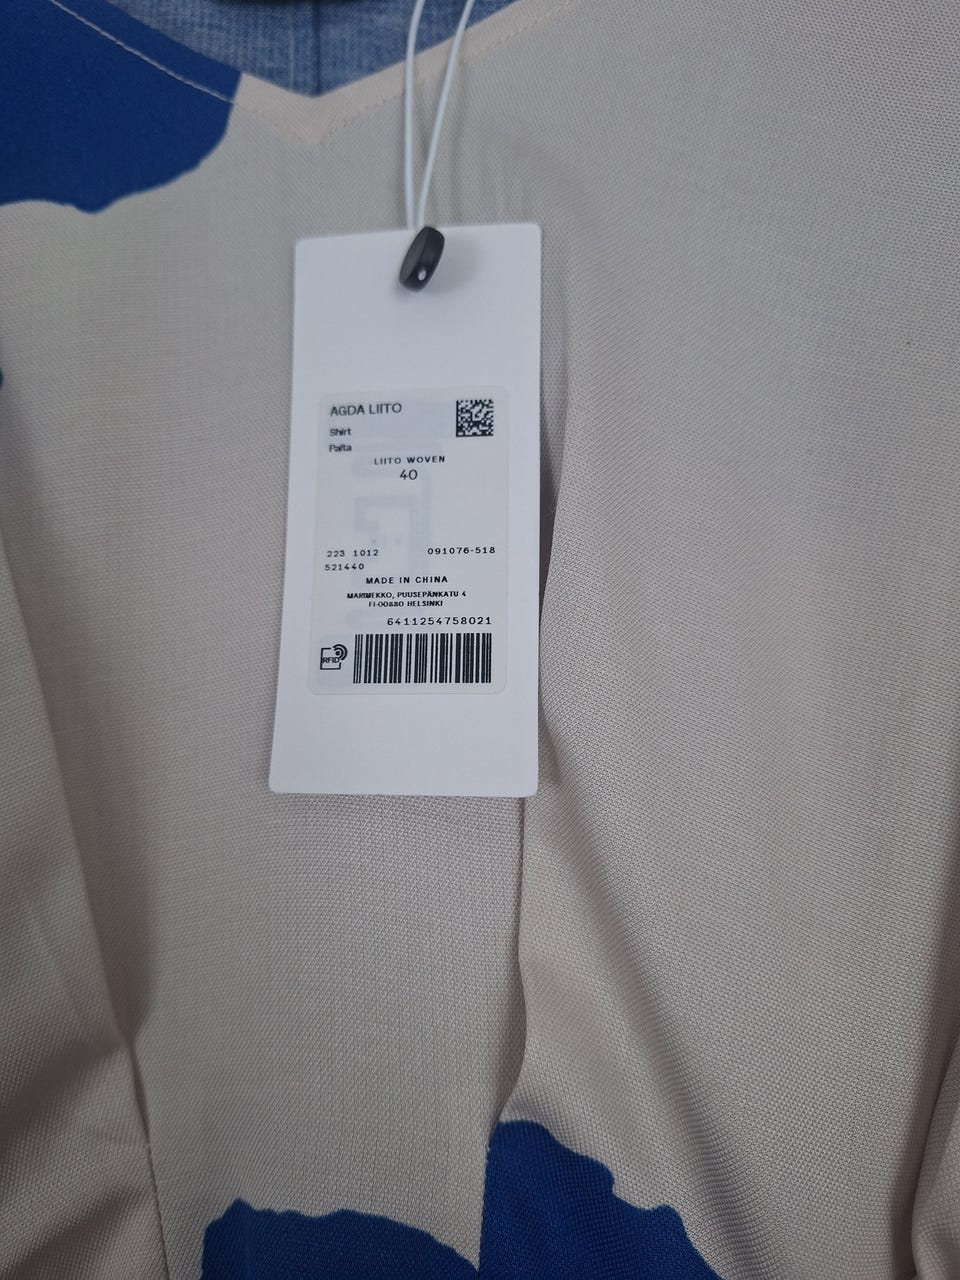 AGDA LIITO
Shirt
Paita
LIITO WOVEN
40
223 1012 091076-518
521440
MADE IN CHINA
MARIMEKKO, PUUSEPÄNKATU 4
FI-00880 HELSINKI
6411254758021
RFID